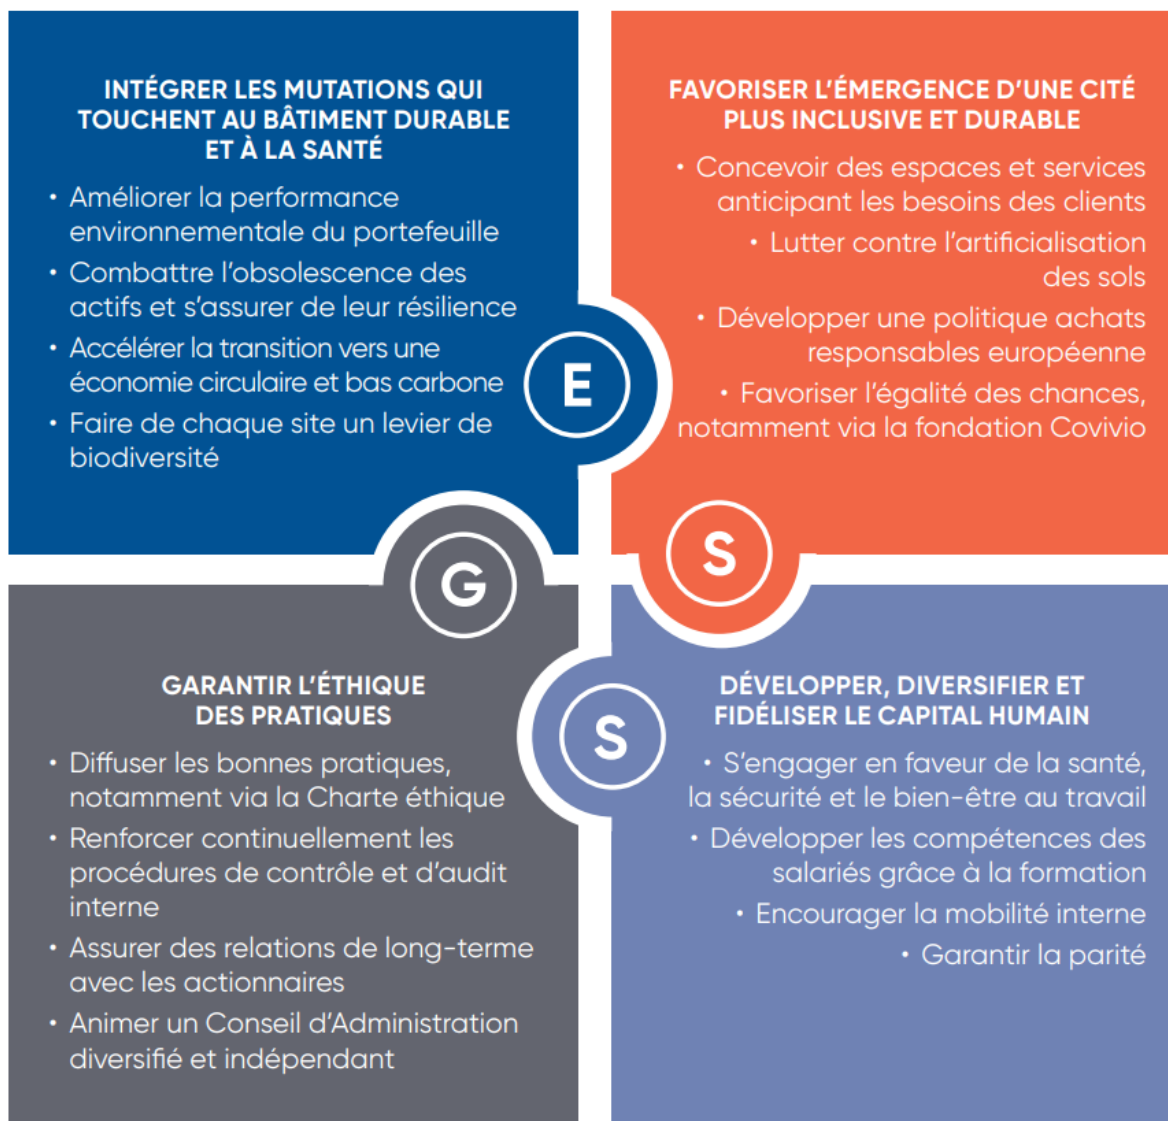 INTÉGRER LES MUTATIONS QUI
TOUCHENT AU BÂTIMENT DURABLE
ET À LA SANTÉ
• Améliorer la performance
environnementale du portefeuille
• Combattre l’obsolescence des
actifs et s’assurer de leur résilience
• Accélérer la transition vers une
économie circulaire et bas carbone
• Faire de chaque site un levier de
biodiversité
E
FAVORISER L’ÉMERGENCE D’UNE CITÉ
PLUS INCLUSIVE ET DURABLE
• Concevoir des espaces et services
anticipant les besoins des clients
• Lutter contre l’artificialisation
des sols
• Développer une politique achats
responsables européenne
• Favoriser l’égalité des chances,
notamment via la fondation Covivio
S
G
GARANTIR L’ÉTHIQUE
DES PRATIQUES
• Diffuser les bonnes pratiques,
notamment via la Charte éthique
• Renforcer continuellement les
procédures de contrôle et d’audit
interne
• Assurer des relations de long-terme
avec les actionnaires
• Animer un Conseil d’Administration
diversifié et indépendant
S
DÉVELOPPER, DIVERSIFIER ET
FIDÉLISER LE CAPITAL HUMAIN
• S’engager en faveur de la santé,
la sécurité et le bien-être au travail
• Développer les compétences des
salariés grâce à la formation
• Encourager la mobilité interne
• Garantir la parité